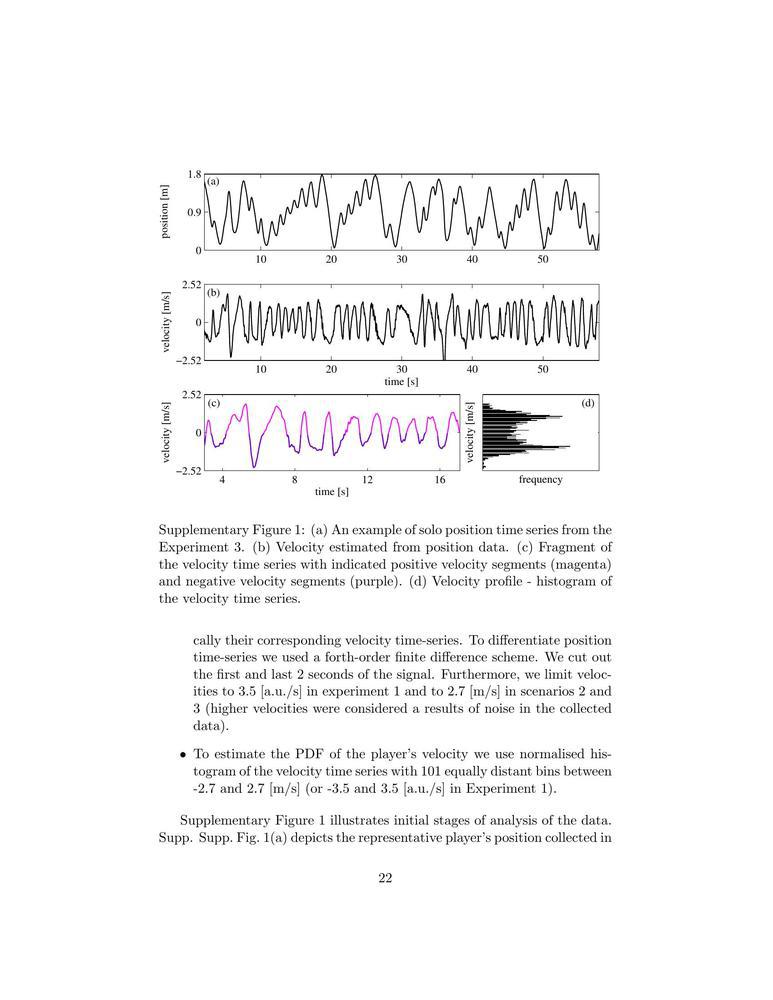 1.8
(a)
0.9
0
position [m]
10
20
30
40
50
2.52
(b)
0
−2.52
velocity [m/s]
10
20
30
40
50
time [s]
2.52
(c)
0
−2.52
velocity [m/s]
4
8
12
16
time [s]
(d)
velocity [m/s]
frequency
Supplementary Figure 1: (a) An example of solo position time series from the
Experiment 3. (b) Velocity estimated from position data. (c) Fragment of
the velocity time series with indicated positive velocity segments (magenta)
and negative velocity segments (purple). (d) Velocity profile - histogram of
the velocity time series.
cally their corresponding velocity time-series. To differentiate position
time-series we used a forth-order finite difference scheme. We cut out
the first and last 2 seconds of the signal. Furthermore, we limit veloc-
ities to 3.5 [a.u./s] in experiment 1 and to 2.7 [m/s] in scenarios 2 and
3 (higher velocities were considered a results of noise in the collected
data).
• To estimate the PDF of the player's velocity we use normalised his-
togram of the velocity time series with 101 equally distant bins between
-2.7 and 2.7 [m/s] (or -3.5 and 3.5 [a.u./s] in Experiment 1).
Supplementary Figure 1 illustrates initial stages of analysis of the data.
Supp. Supp. Fig. 1(a) depicts the representative player's position collected in
22